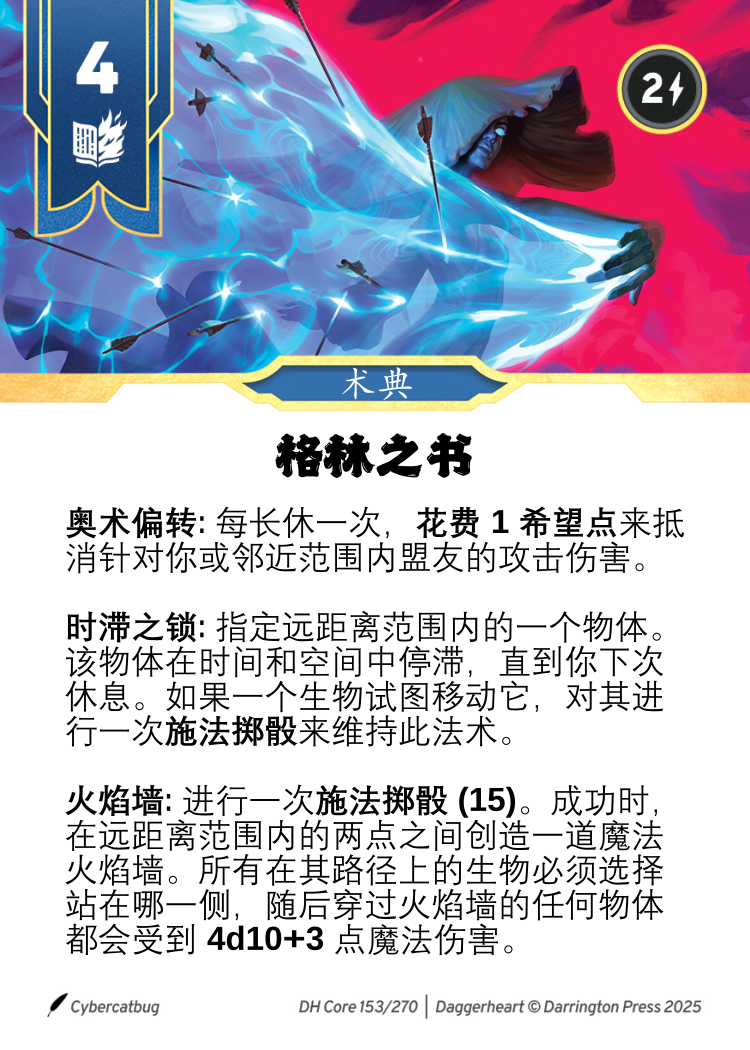 4
2
术典
格林之书
奥术偏转: 每长休一次，花费 1 希望点来抵
消针对你或邻近范围内盟友的攻击伤害。
时滞之锁: 指定远距离范围内的一个物体。
该物体在时间和空间中停滞，直到你下次
休息。如果一个生物试图移动它，对其进
行一次施法掷骰来维持此法术。
火焰墙: 进行一次施法掷骰 (15)。成功时，
在远距离范围内的两点之间创造一道魔法
火焰墙。所有在其路径上的生物必须选择
站在哪一侧，随后穿过火焰墙的任何物体
都会受到 4d10+3 点魔法伤害。
Cybercatbug
DH Core 153/270 | Daggerheart © Darrington Press 2025